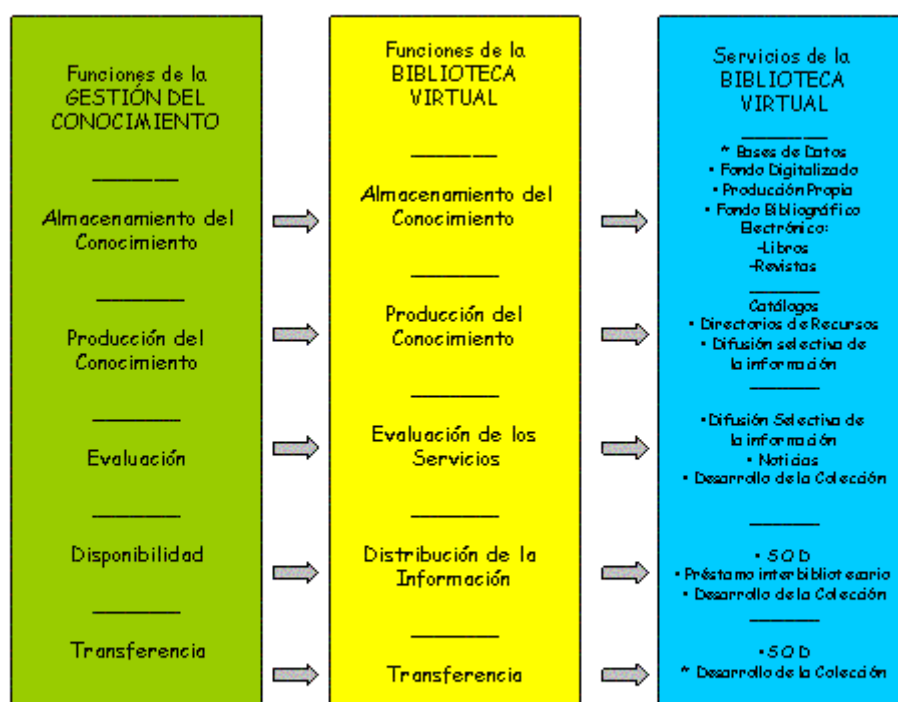 Funciones de la
GESTIÓN DEL
CONOCIMIENTO
Almacenamiento del
Conocimiento
Producción del
Conocimiento
Evaluación
Disponibilidad
Transferencia
Funciones de la
BIBLIOTECA
VIRTUAL
Almacenamiento del
Conocimiento
Producción del
Conocimiento
Evaluación de los
Servicios
Distribución de la
Información
Transferencia
Servicios de la
BIBLIOTECA
VIRTUAL
* Bases de Datos
• Fondo Digitalizado
• Producción Propia
• Fondo Bibliográfico
Electrónico:
-Libros
-Revistas
Catálogos
• Directorios de Recursos
• Difusión selectiva de
la información
•Difusión Selectiva de
la información
• Noticias
• Desarrollo de la Colección
• S O D
• Préstamo interbibliotecario
• Desarrollo de la Colección
• S O D
* Desarrollo de la Colección